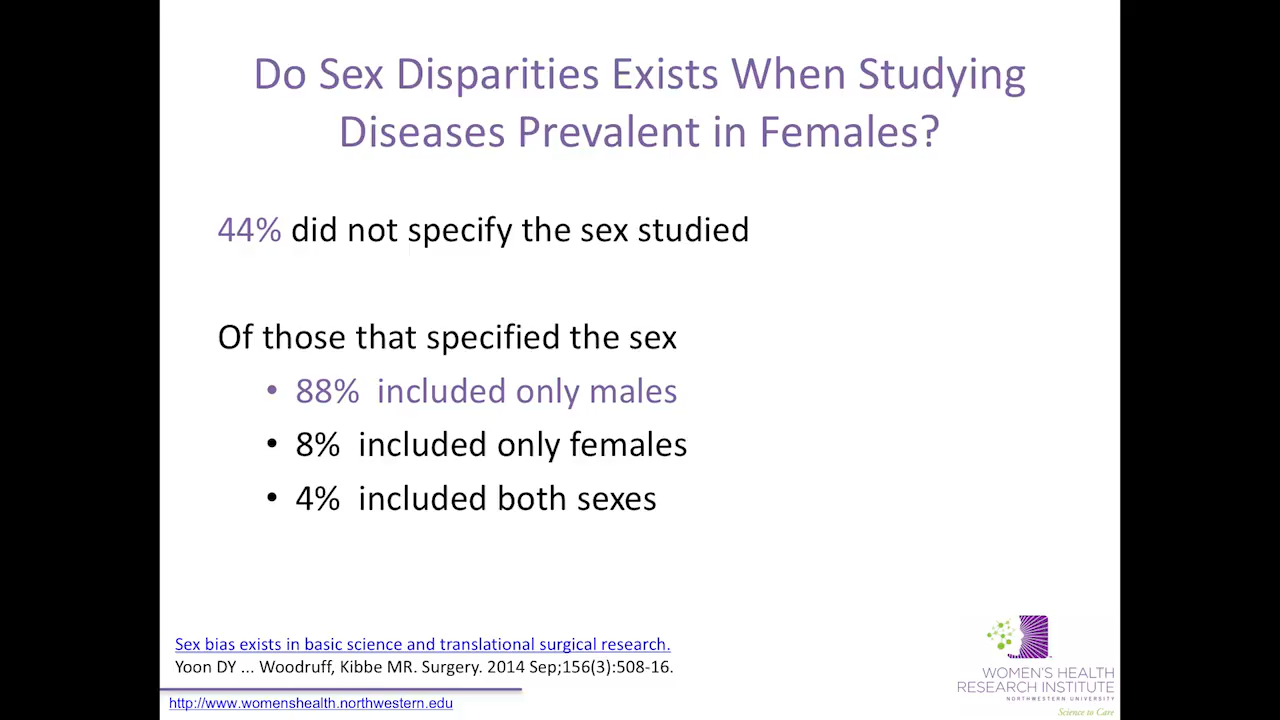 Do Sex Disparities Exists When Studying
Diseases Prevalent in Females?
44% did not specify the sex studied
Of those that specified the sex
• 88% included only males
• 8% included only females
• 4% included both sexes
Sex bias exists in basic science and translational surgical research.
Yoon DY ... Woodruff, Kibbe MR. Surgery. 2014 Sep;156(3):508-16.
http://www.womenshealth.northwestern.edu
WOMEN'S HEALTH
RESEARCH INSTITUTE
NORTHWESTERN UNIVERSITY
Science to Care